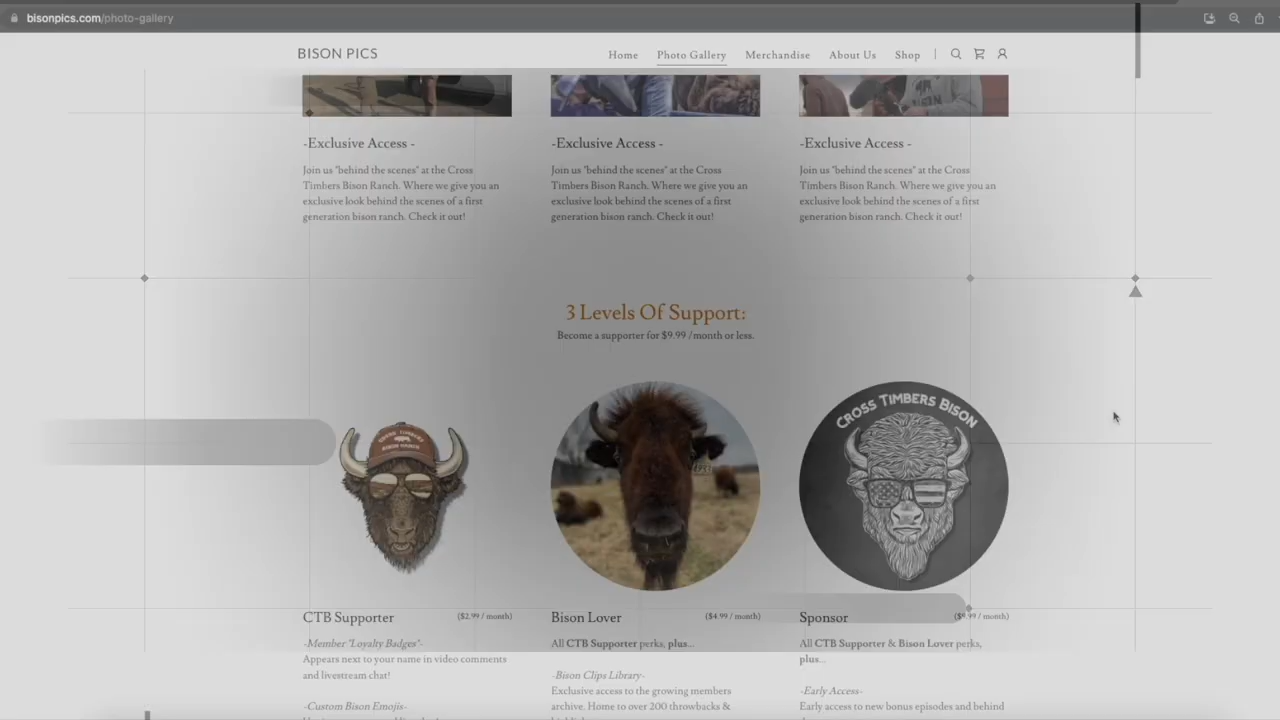 bisonpics.com/photo-gallery
BISON PICS
Home Photo Gallery Merchandise About Us Shop
-Exclusive Access -
Join us "behind the scenes" at the Cross
Timbers Bison Ranch. Where we give you an
exclusive look behind the scenes of a first
generation bison ranch. Check it out!
-Exclusive Access -
Join us "behind the scenes" at the Cross
Timbers Bison Ranch. Where we give you an
exclusive look behind the scenes of a first
generation bison ranch. Check it out!
-Exclusive Access -
Join us "behind the scenes" at the Cross
Timbers Bison Ranch. Where we give you an
exclusive look behind the scenes of a first
generation bison ranch. Check it out!
3 Levels Of Support:
Become a supporter for $9.99 /month or less.
CROSS TIMBERS BISON
CTB Supporter ($2.99 / month)
-Member "Loyalty Badges"-
Appears next to your name in video comments
and livestream chat!
-Custom Bison Emojis-
Bison Lover ($4.99 / month)
All CTB Supporter perks, plus...
-Bison Clips Library-
Exclusive access to the growing members
archive. Home to over 200 throwbacks &
Sponsor ($9.99 / month)
All CTB Supporter & Bison Lover perks,
plus...
-Early Access-
Early access to new bonus episodes and behind